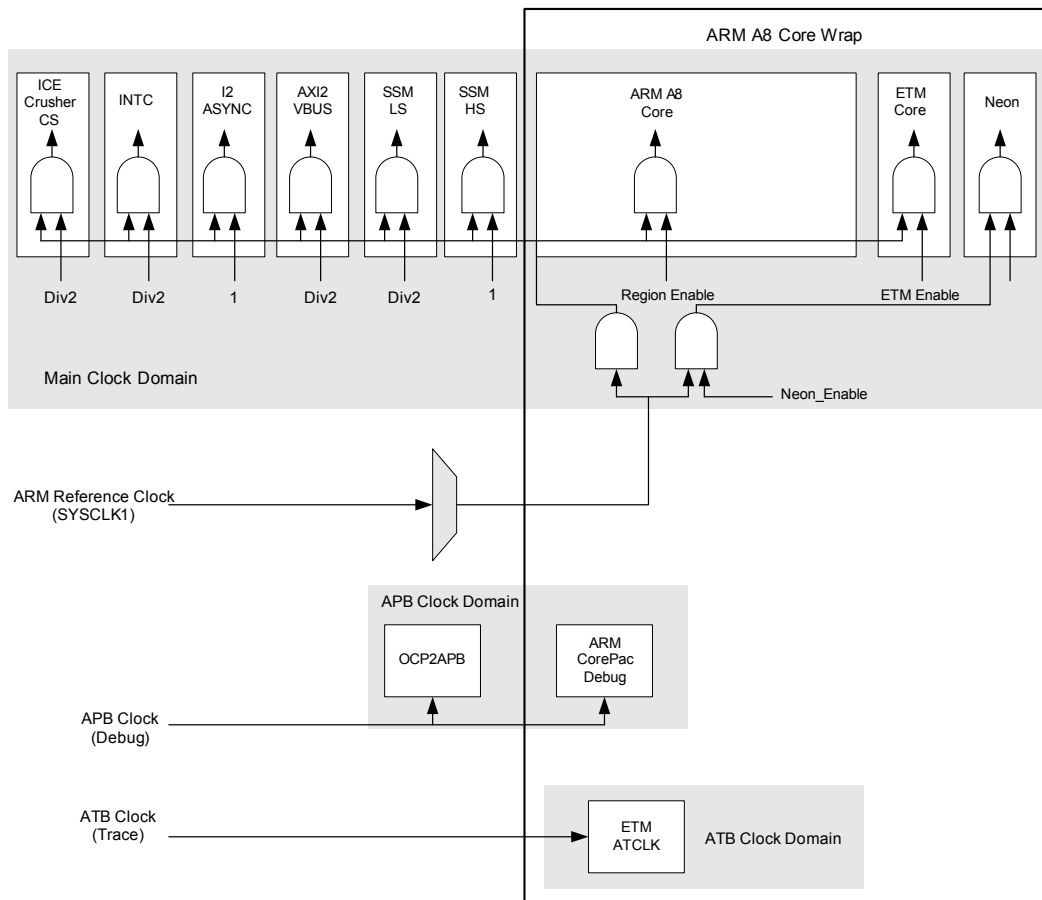 ARM A8 Core Wrap
ICE
Crusher
CS
INTC
I2
ASYNC
AXI2
VBUS
SSM
LS
SSM
HS
ARM A8
Core
ETM
Core
Neon
Div2
Div2
1
Div2
Div2
1
Region Enable
ETM Enable
Main Clock Domain
Neon_Enable
ARM Reference Clock
(SYSCLK1)
APB Clock Domain
OCP2APB
ARM
CorePac
Debug
APB Clock
(Debug)
ATB Clock
(Trace)
ETM
ATCLK
ATB Clock Domain